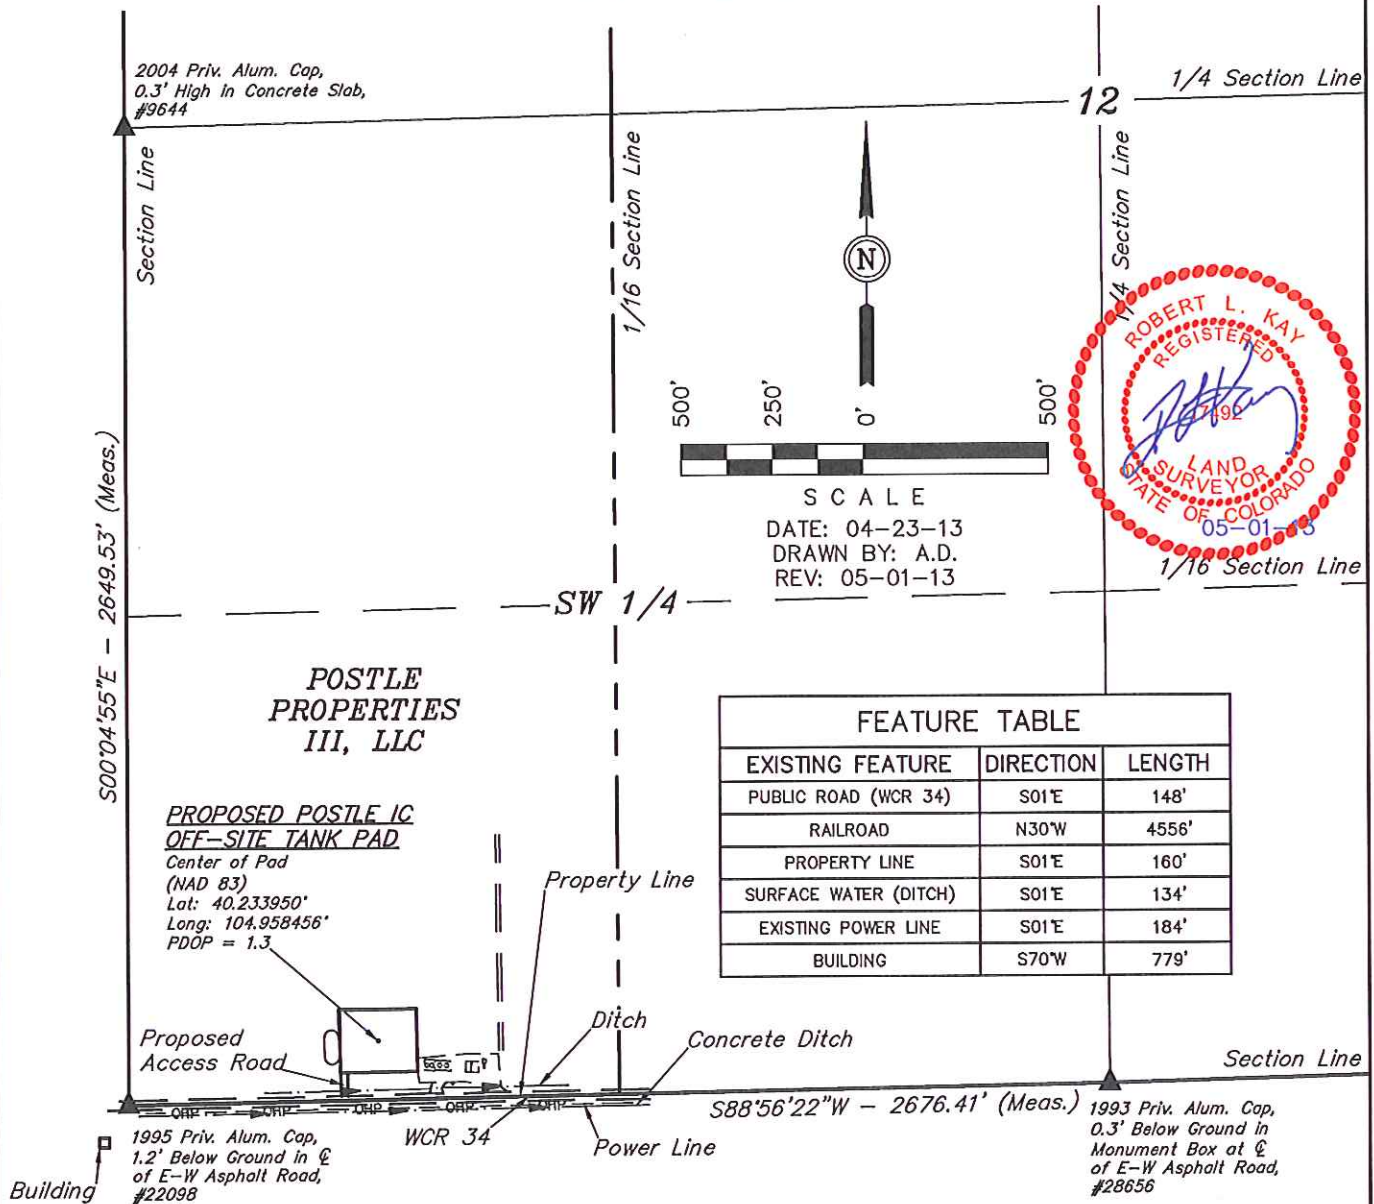 2004 Priv. Alum. Cap,
0.3' High in Concrete Slab,
#9644
12
1/4 Section Line
Section Line
1/16 Section Line
1/4 Section Line
N
500'
250'
0'
500'
SCALE
DATE: 04-23-13
DRAWN BY: A.D.
REV: 05-01-13
ROBERT L. KAY
REGISTERED
LAND
SURVEYOR
STATE OF COLORADO
05-01-13
1/16 Section Line
S00°04'55"E - 2649.53' (Meas.)
SW 1/4
POSTLE
PROPERTIES
III, LLC
FEATURE TABLE
EXISTING FEATURE DIRECTION LENGTH
PUBLIC ROAD (WCR 34) S01°E 148'
RAILROAD N30°W 4556'
PROPERTY LINE S01°E 160'
SURFACE WATER (DITCH) S01°E 134'
EXISTING POWER LINE S01°E 184'
BUILDING S70°W 779'
PROPOSED POSTLE IC
OFF-SITE TANK PAD
Center of Pad
(NAD 83)
Lat: 40.233950°
Long: 104.958456°
PDOP = 1.3
Property Line
Proposed
Access Road
Ditch
Concrete Ditch
Section Line
OHP OHP OHP OHP OHP
WCR 34
Power Line
S88°56'22"W - 2676.41' (Meas.)
1995 Priv. Alum. Cap,
1.2' Below Ground in ℄
of E-W Asphalt Road,
#22098
Building
1993 Priv. Alum. Cap,
0.3' Below Ground in
Monument Box at ℄
of E-W Asphalt Road,
#28656